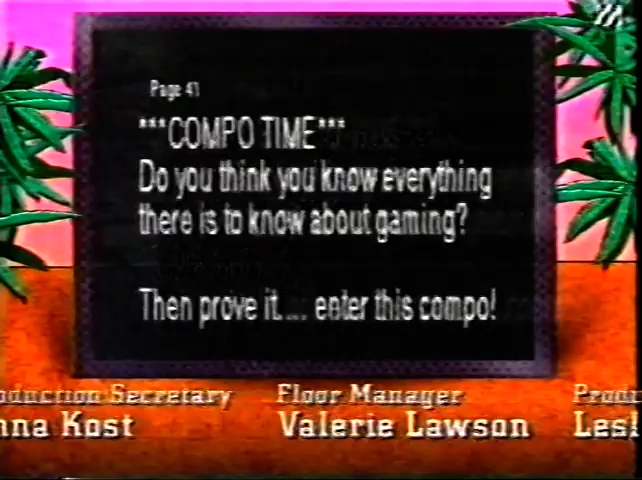 Page 41
***COMPO TIME***
Do you think you know everything
there is to know about gaming?
Then prove it.... enter this compo!
oduction Secretary
nna Kost
Floor Manager
Valerie Lawson
Produ
Lesl